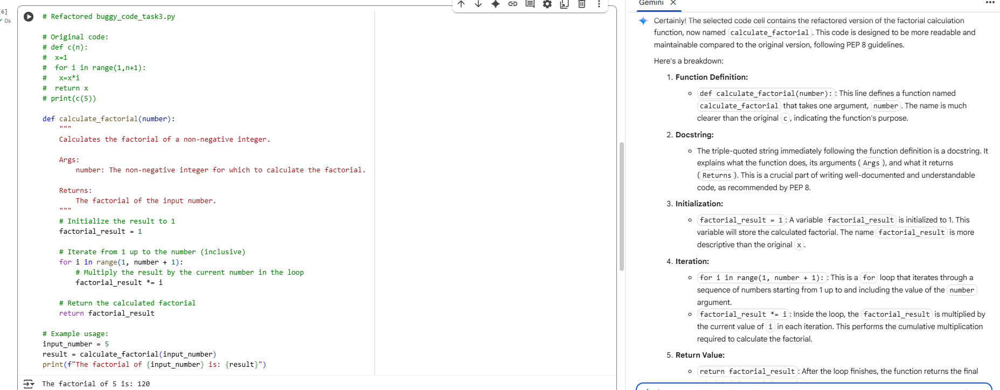 [6]
0s
# Refactored buggy_code_task3.py
# Original code:
# def c(n):
#  x=1
#  for i in range(1,n+1):
#   x=x*i
#  return x
# print(c(5))
def calculate_factorial(number):
    """
    Calculates the factorial of a non-negative integer.
    Args:
        number: The non-negative integer for which to calculate the factorial.
    Returns:
        The factorial of the input number.
    """
    # Initialize the result to 1
    factorial_result = 1
    # Iterate from 1 up to the number (inclusive)
    for i in range(1, number + 1):
        # Multiply the result by the current number in the loop
        factorial_result *= i
    # Return the calculated factorial
    return factorial_result
# Example usage:
input_number = 5
result = calculate_factorial(input_number)
print(f"The factorial of {input_number} is: {result}")
The factorial of 5 is: 120
Gemini
Certainly! The selected code cell contains the refactored version of the factorial calculation
function, now named calculate_factorial. This code is designed to be more readable and
maintainable compared to the original version, following PEP 8 guidelines.
Here's a breakdown:
1. Function Definition:
def calculate_factorial(number): : This line defines a function named
calculate_factorial that takes one argument, number. The name is much
clearer than the original c, indicating the function's purpose.
2. Docstring:
The triple-quoted string immediately following the function definition is a docstring. It
explains what the function does, its arguments (Args), and what it returns
(Returns). This is a crucial part of writing well-documented and understandable
code, as recommended by PEP 8.
3. Initialization:
factorial_result = 1: A variable factorial_result is initialized to 1. This
variable will store the calculated factorial. The name factorial_result is more
descriptive than the original x.
4. Iteration:
for i in range(1, number + 1): : This is a for loop that iterates through a
sequence of numbers starting from 1 up to and including the value of the number
argument.
factorial_result *= i: Inside the loop, the factorial_result is multiplied by
the current value of i in each iteration. This performs the cumulative multiplication
required to calculate the factorial.
5. Return Value:
return factorial_result: After the loop finishes, the function returns the final